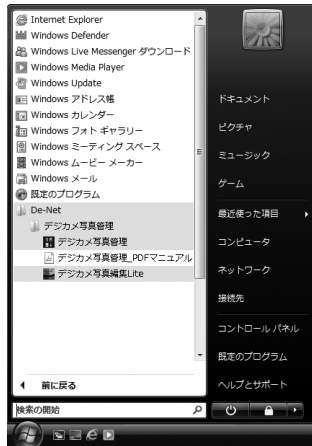 Internet Explorer
Windows Defender
Windows Live Messenger ダウンロード
Windows Media Player
Windows Update
Windows アドレス帳
Windows カレンダー
Windows フォト ギャラリー
Windows ミーティング スペース
Windows ムービー メーカー
Windows メール
既定のプログラム
De-Net
デジカメ写真管理
デジカメ写真管理
デジカメ写真管理_PDFマニュアル
デジカメ写真編集Lite
前に戻る
検索の開始
ドキュメント
ピクチャ
ミュージック
ゲーム
最近使った項目
コンピュータ
ネットワーク
接続先
コントロール パネル
既定のプログラム
ヘルプとサポート